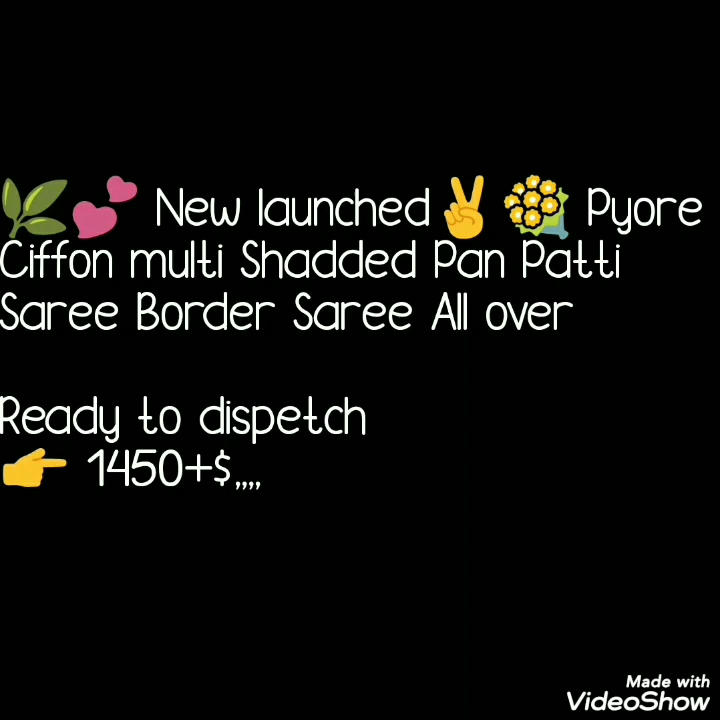 🌿💕 New launched✌💐 Pyore
Ciffon multi Shadded Pan Patti
Saree Border Saree All over
Ready to dispetch
👉 1450+$,,,,
Made with
VideoShow